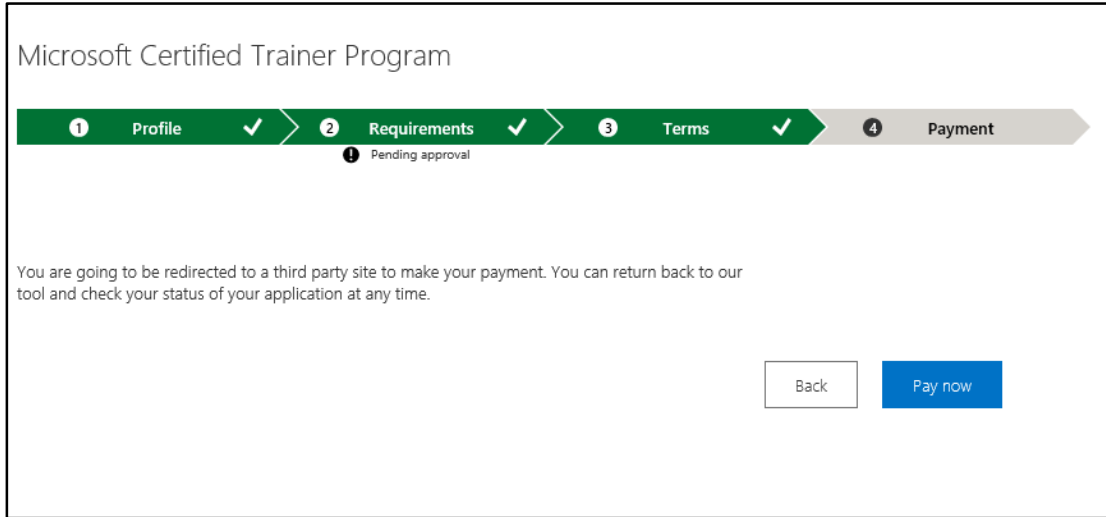 Microsoft Certified Trainer Program
1 Profile 2 Requirements 3 Terms 4 Payment
! Pending approval
You are going to be redirected to a third party site to make your payment. You can return back to our
tool and check your status of your application at any time.
Back Pay now